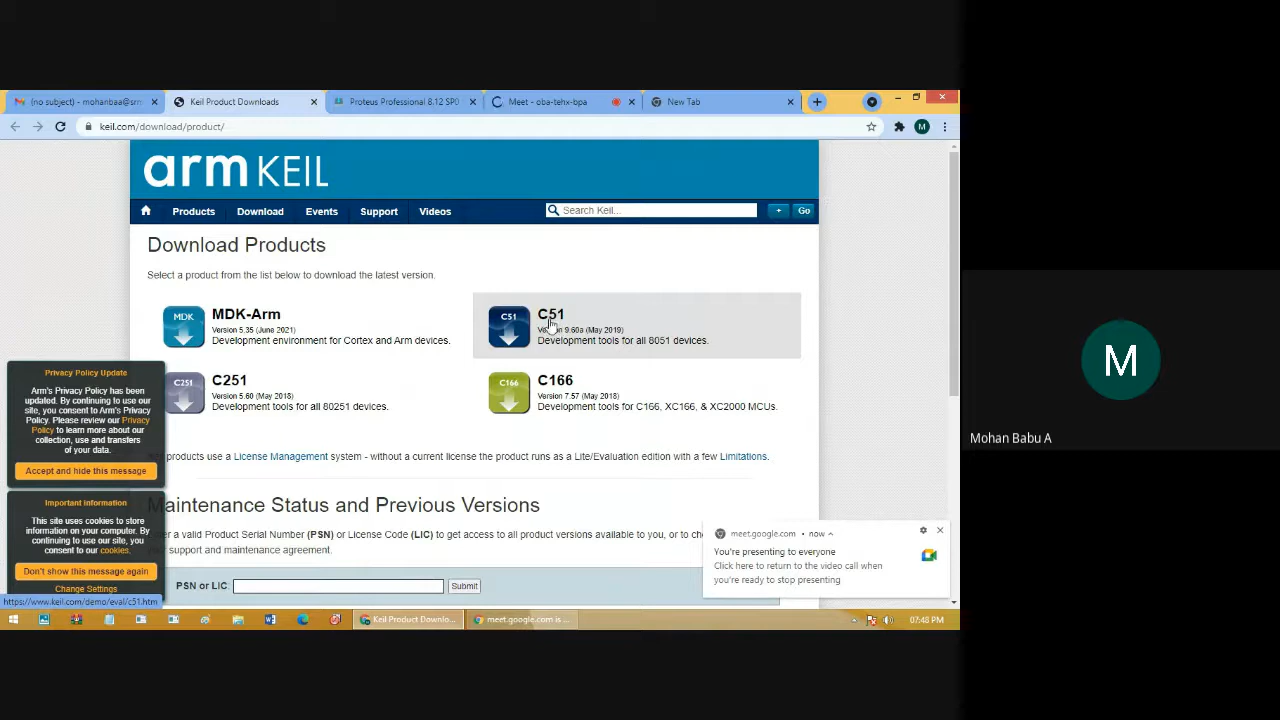 (no subject) - mohanbaa@srm
Keil Product Downloads
Proteus Professional 8.12 SP0
Meet - oba-tehx-bpa
New Tab
keil.com/download/product/
M
arm KEIL
Products
Download
Events
Support
Videos
Search Keil...
+
Go
Download Products
Select a product from the list below to download the latest version.
MDK
MDK-Arm
Version 5.35 (June 2021)
Development environment for Cortex and Arm devices.
C51
C51
Version 9.60a (May 2019)
Development tools for all 8051 devices.
C251
C251
Version 5.60 (May 2018)
Development tools for all 80251 devices.
C166
C166
Version 7.57 (May 2018)
Development tools for C166, XC166, & XC2000 MCUs.
products use a License Management system - without a current license the product runs as a Lite/Evaluation edition with a few Limitations.
Maintenance Status and Previous Versions
a valid Product Serial Number (PSN) or License Code (LIC) to get access to all product versions available to you, or to
support and maintenance agreement.
PSN or LIC
Submit
Privacy Policy Update
Arm's Privacy Policy has been
updated. By continuing to use our
site, you consent to Arm's Privacy
Policy. Please review our Privacy
Policy to learn more about our
collection, use and transfers
of your data.
Accept and hide this message
Important information
This site uses cookies to store
information on your computer. By
continuing to use our site, you
consent to our cookies.
Don't show this message again
Change Settings
https://www.keil.com/demo/eval/c51.htm
meet.google.com • now
You're presenting to everyone
Click here to return to the video call when
you're ready to stop presenting
Keil Product Downlo...
meet.google.com is ...
07:48 PM
M
Mohan Babu A